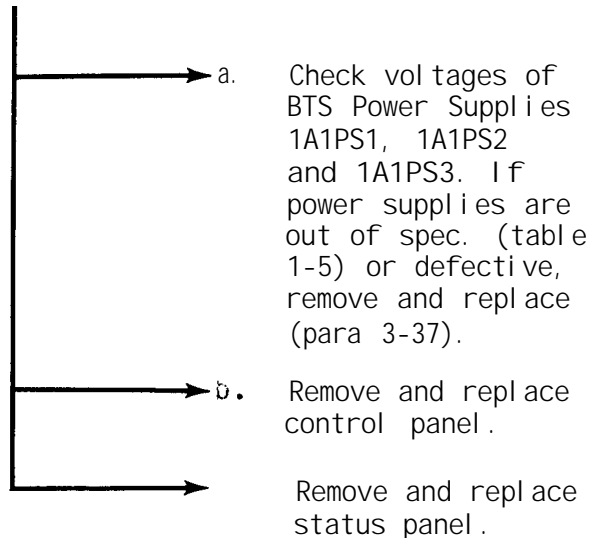 a. Check voltages of
BTS Power Supplies
1A1PS1, 1A1PS2
and 1A1PS3. If
power supplies are
out of spec. (table
1-5) or defective,
remove and replace
(para 3-37).
b. Remove and replace
control panel.
Remove and replace
status panel.